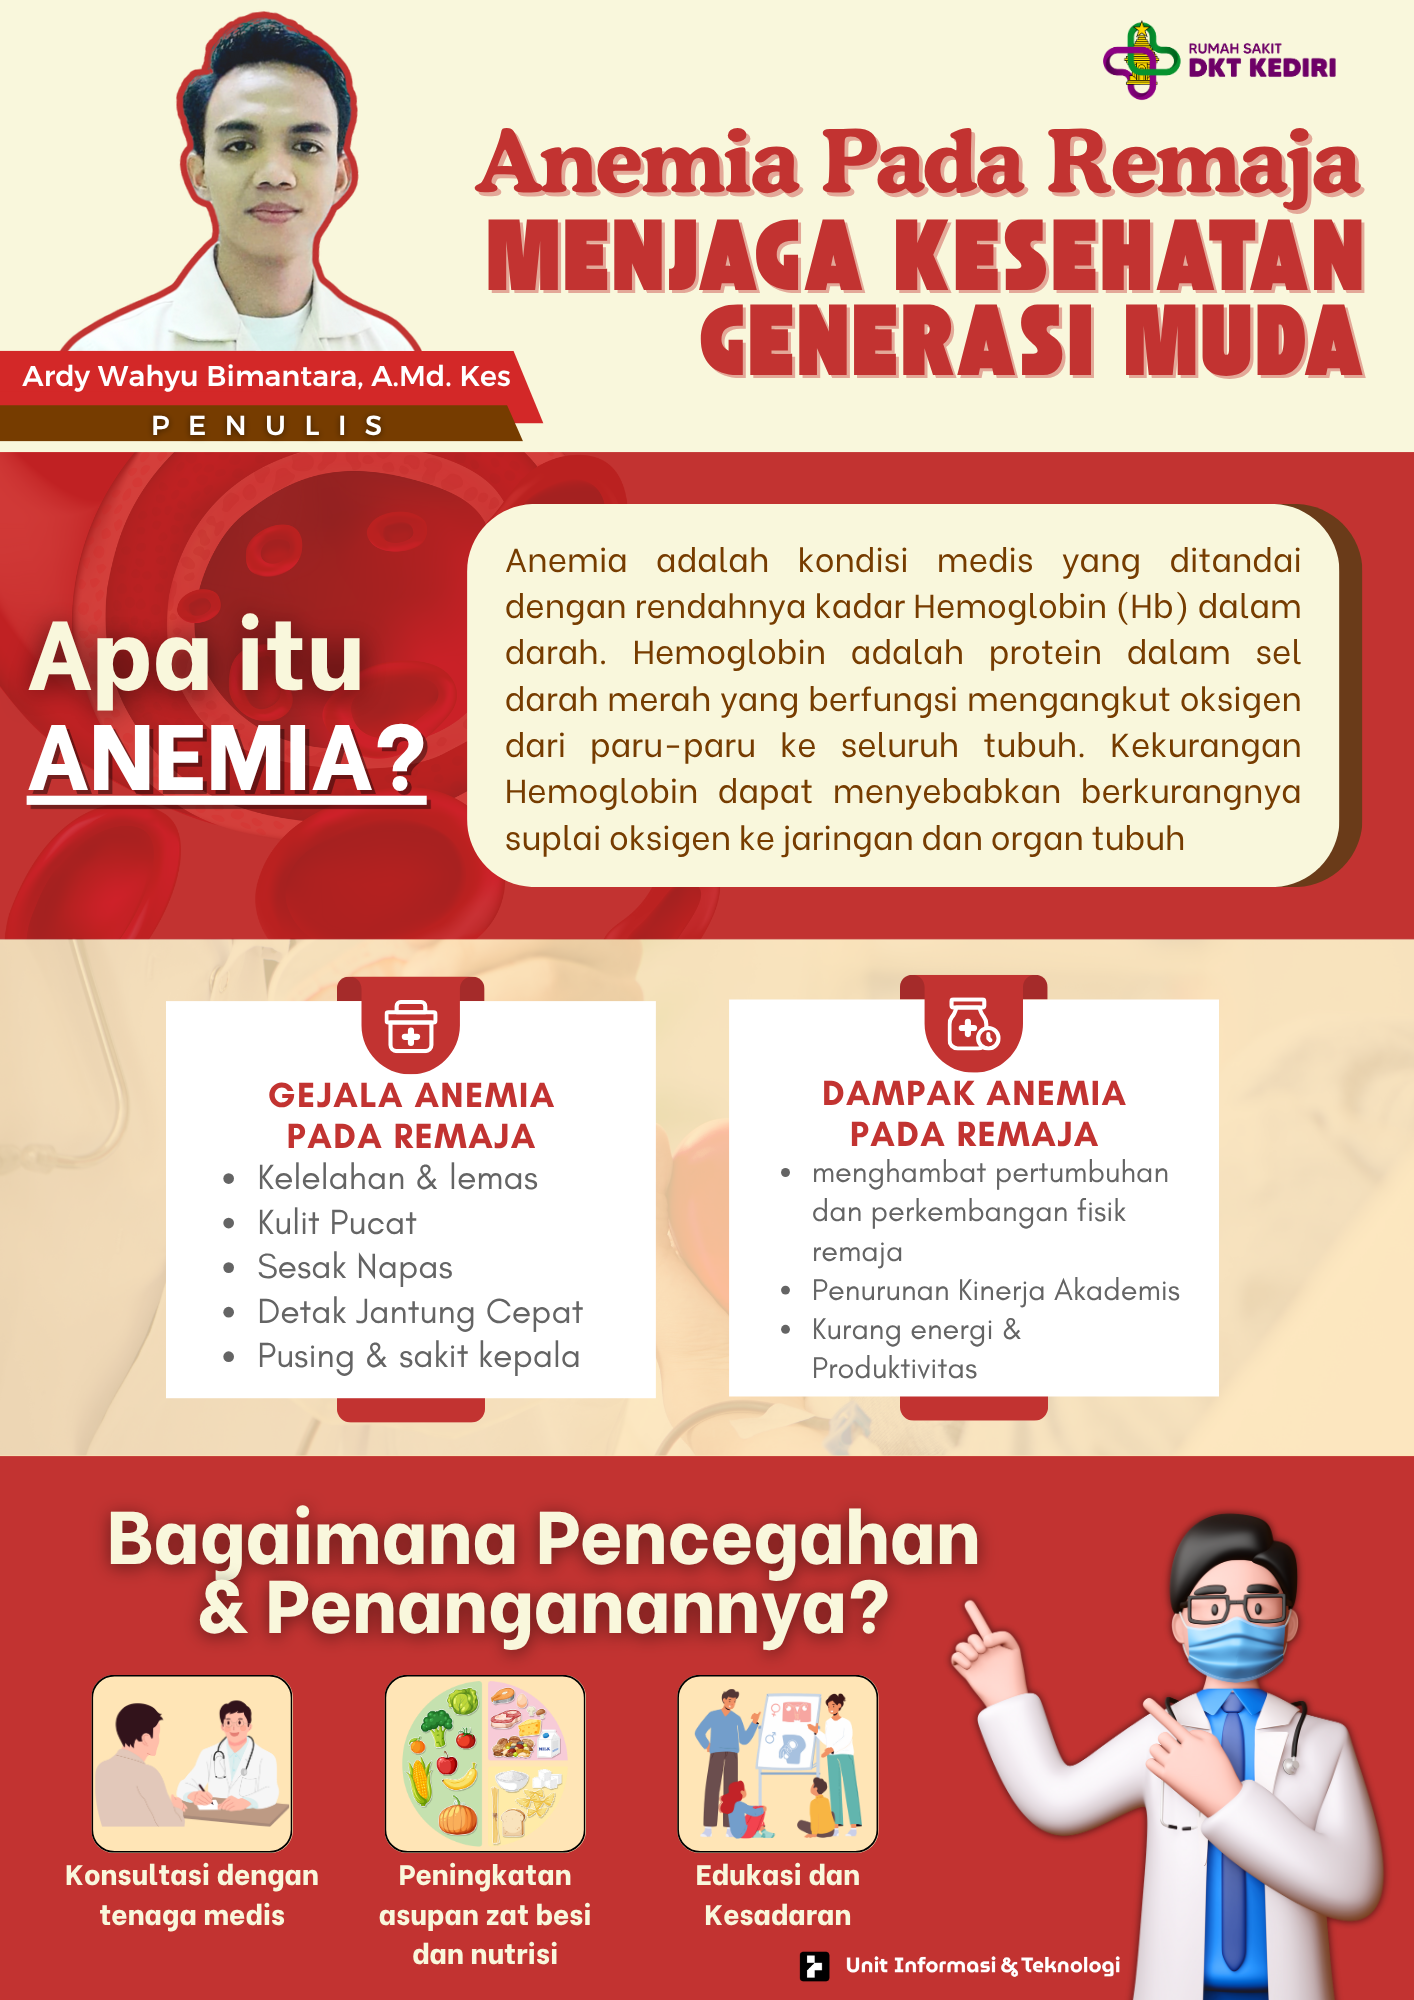 RUMAH SAKIT
DKT KEDIRI
Anemia Pada Remaja
MENJAGA KESEHATAN
GENERASI MUDA
Ardy Wahyu Bimantara, A.Md. Kes
PENULIS
Apa itu
ANEMIA?
Anemia adalah kondisi medis yang ditandai
dengan rendahnya kadar Hemoglobin (Hb) dalam
darah. Hemoglobin adalah protein dalam sel
darah merah yang berfungsi mengangkut oksigen
dari paru-paru ke seluruh tubuh. Kekurangan
Hemoglobin dapat menyebabkan berkurangnya
suplai oksigen ke jaringan dan organ tubuh
GEJALA ANEMIA
PADA REMAJA
• Kelelahan & lemas
• Kulit Pucat
• Sesak Napas
• Detak Jantung Cepat
• Pusing & sakit kepala
DAMPAK ANEMIA
PADA REMAJA
• menghambat pertumbuhan
dan perkembangan fisik
remaja
• Penurunan Kinerja Akademis
• Kurang energi &
Produktivitas
Bagaimana Pencegahan
& Penanganannya?
MILK
Konsultasi dengan
tenaga medis
Peningkatan
asupan zat besi
dan nutrisi
Edukasi dan
Kesadaran
Unit Informasi & Teknologi